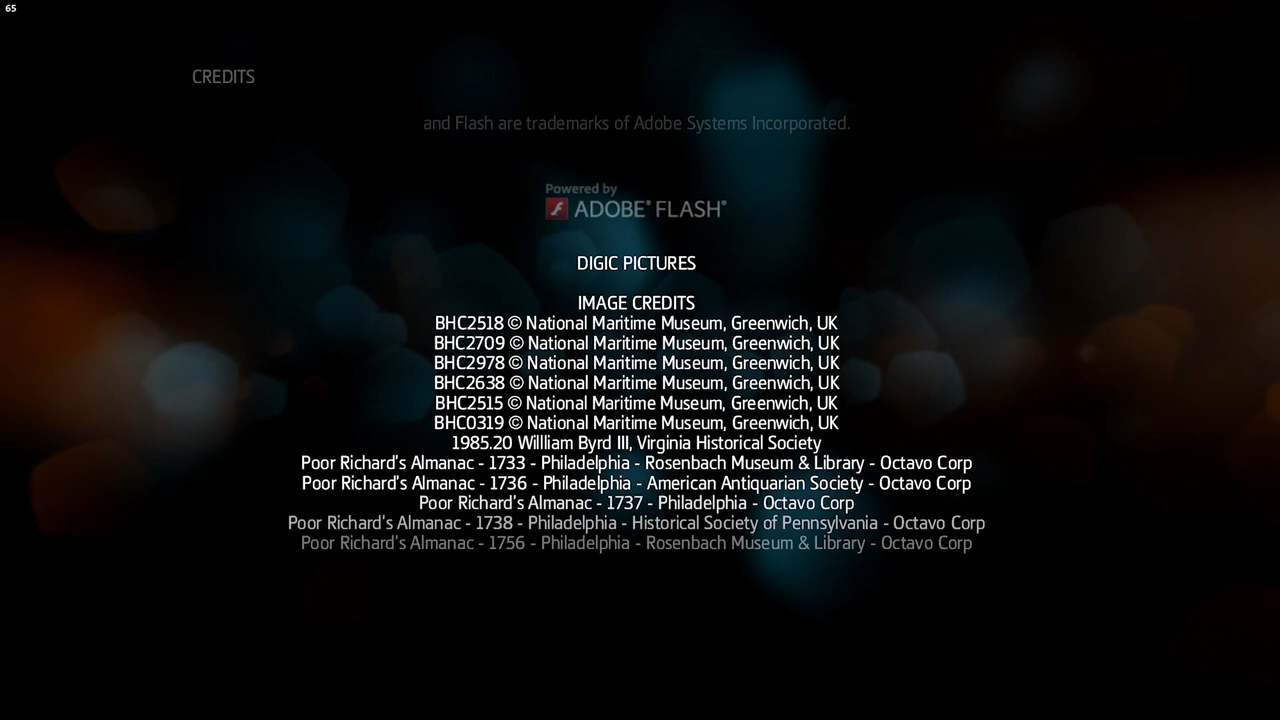 65
CREDITS
and Flash are trademarks of Adobe Systems Incorporated.
Powered by
ADOBE® FLASH®
DIGIC PICTURES
IMAGE CREDITS
BHC2518 © National Maritime Museum, Greenwich, UK
BHC2709 © National Maritime Museum, Greenwich, UK
BHC2978 © National Maritime Museum, Greenwich, UK
BHC2638 © National Maritime Museum, Greenwich, UK
BHC2515 © National Maritime Museum, Greenwich, UK
BHC0319 © National Maritime Museum, Greenwich, UK
1985.20 Willliam Byrd III, Virginia Historical Society
Poor Richard's Almanac - 1733 - Philadelphia - Rosenbach Museum & Library - Octavo Corp
Poor Richard's Almanac - 1736 - Philadelphia - American Antiquarian Society - Octavo Corp
Poor Richard's Almanac - 1737 - Philadelphia - Octavo Corp
Poor Richard's Almanac - 1738 - Philadelphia - Historical Society of Pennsylvania - Octavo Corp
Poor Richard's Almanac - 1756 - Philadelphia - Rosenbach Museum & Library - Octavo Corp